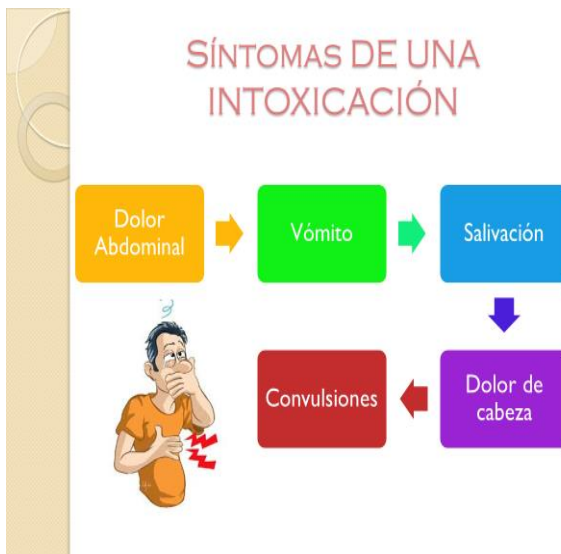 SÍNTOMAS DE UNA
INTOXICACIÓN
Dolor
Abdominal
Vómito
Salivación
Dolor de
cabeza
Convulsiones